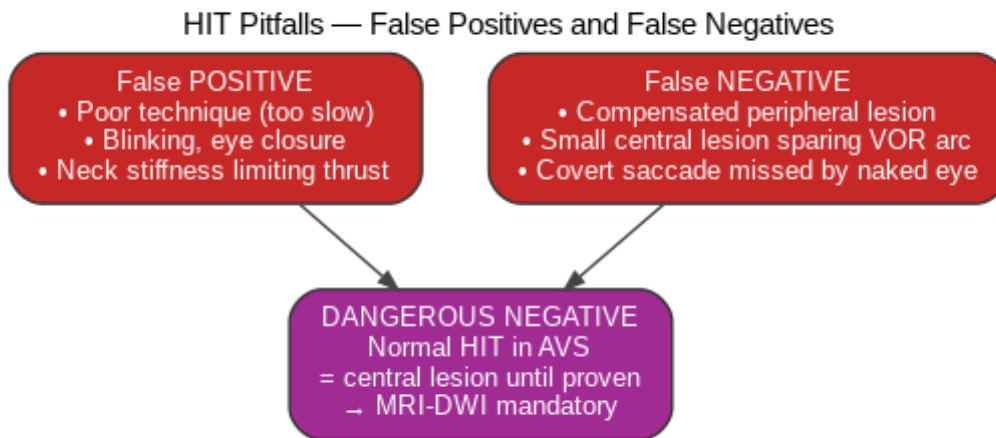 HIT Pitfalls — False Positives and False Negatives
False POSITIVE
• Poor technique (too slow)
• Blinking, eye closure
• Neck stiffness limiting thrust
False NEGATIVE
• Compensated peripheral lesion
• Small central lesion sparing VOR arc
• Covert saccade missed by naked eye
DANGEROUS NEGATIVE
Normal HIT in AVS
= central lesion until proven
→ MRI-DWI mandatory